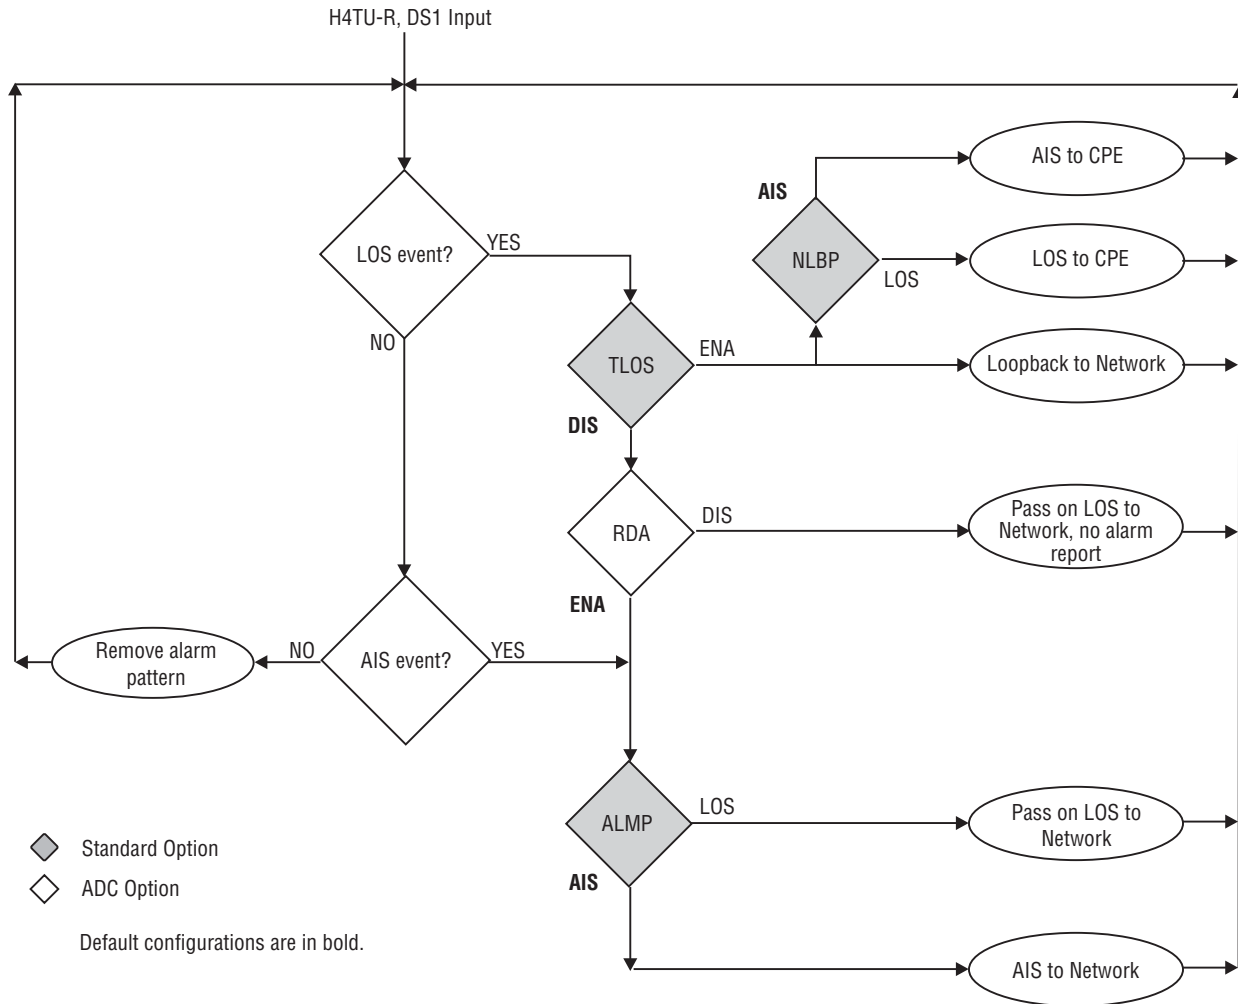 H4TU-R, DS1 Input
AIS to CPE
AIS
LOS event?
YES
NLBP
LOS
LOS to CPE
NO
TLOS
ENA
Loopback to Network
DIS
RDA
DIS
Pass on LOS to
Network, no alarm
report
ENA
Remove alarm
pattern
NO
AIS event?
YES
ALMP
LOS
Pass on LOS to
Network
AIS
AIS to Network
Standard Option
ADC Option
Default configurations are in bold.